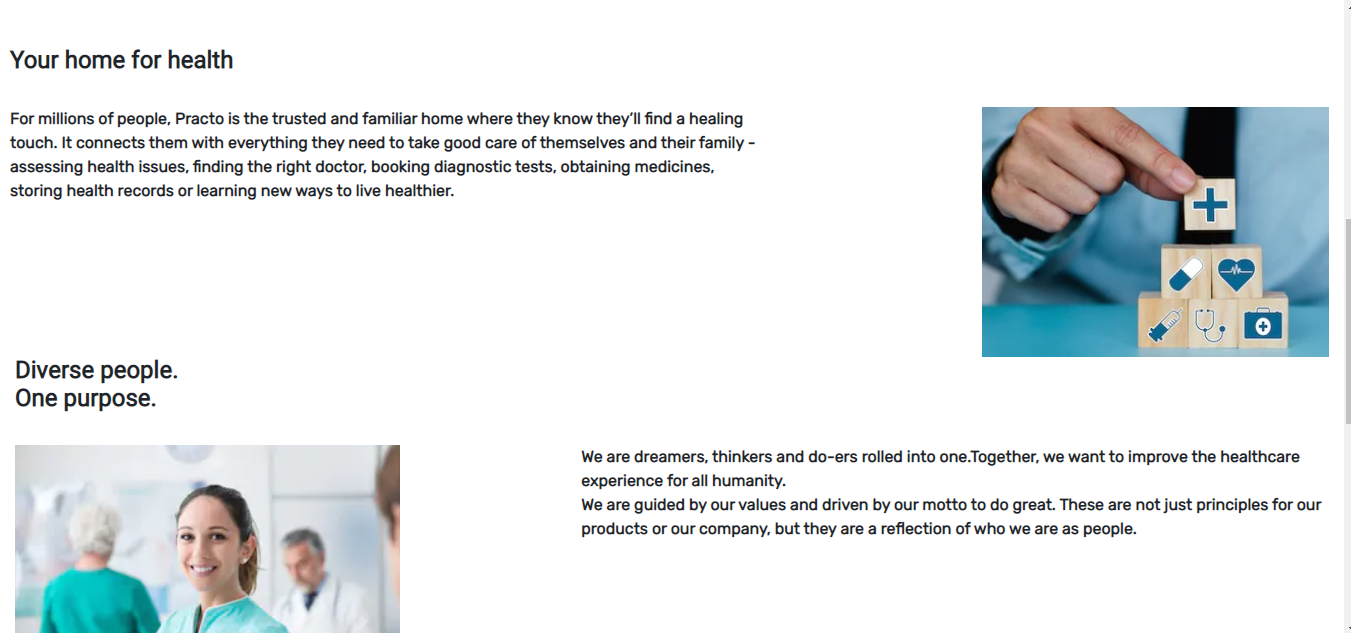 Your home for health
For millions of people, Practo is the trusted and familiar home where they know they'll find a healing
touch. It connects them with everything they need to take good care of themselves and their family -
assessing health issues, finding the right doctor, booking diagnostic tests, obtaining medicines,
storing health records or learning new ways to live healthier.
Diverse people.
One purpose.
We are dreamers, thinkers and do-ers rolled into one.Together, we want to improve the healthcare
experience for all humanity.
We are guided by our values and driven by our motto to do great. These are not just principles for our
products or our company, but they are a reflection of who we are as people.